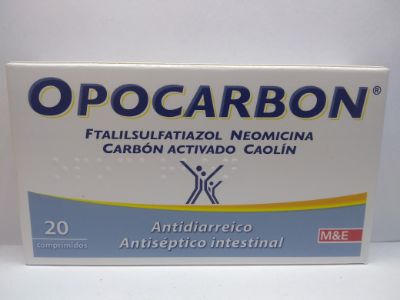 OPOCARBON®
FTALILSULFATIAZOL NEOMICINA
CARBÓN ACTIVADO CAOLÍN
20
comprimidos
Antidiarreico
Antiséptico intestinal
M&E